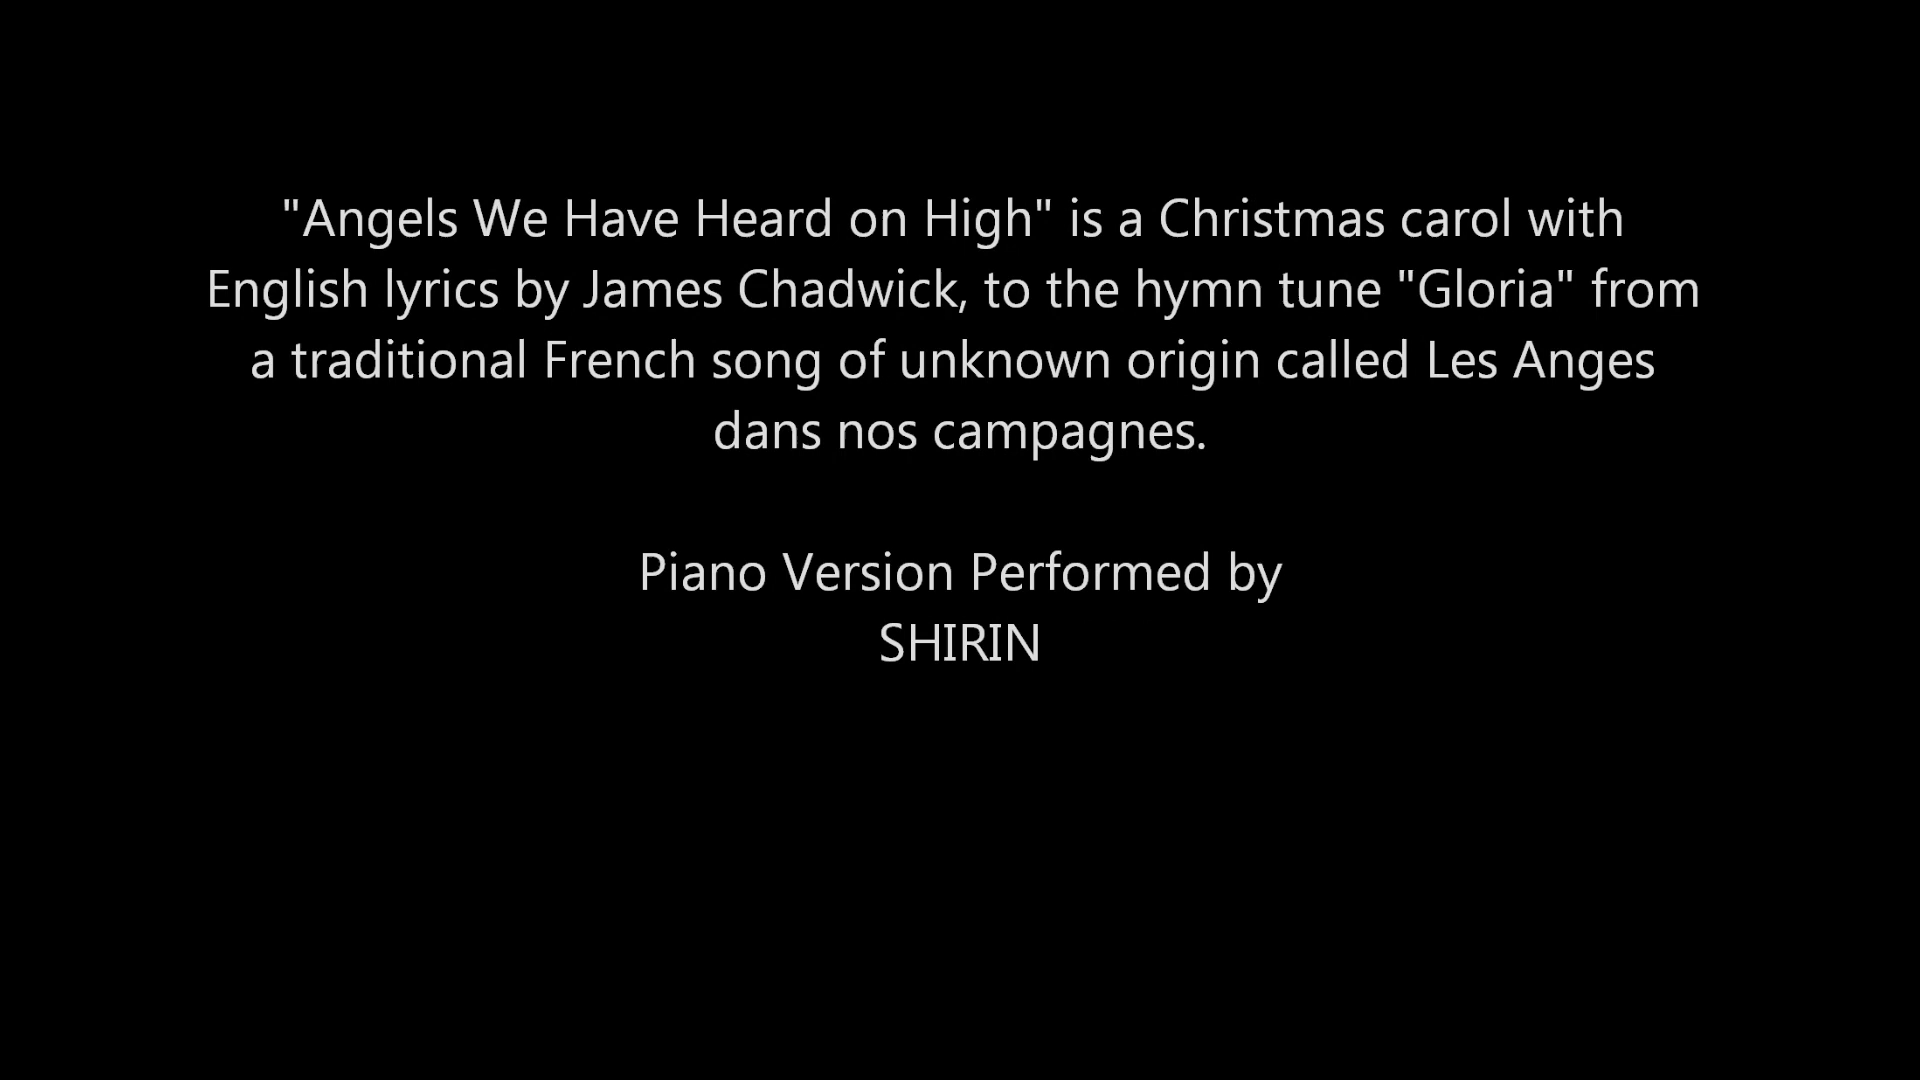 "Angels We Have Heard on High" is a Christmas carol with
English lyrics by James Chadwick, to the hymn tune "Gloria" from
a traditional French song of unknown origin called Les Anges
dans nos campagnes.
Piano Version Performed by
SHIRIN